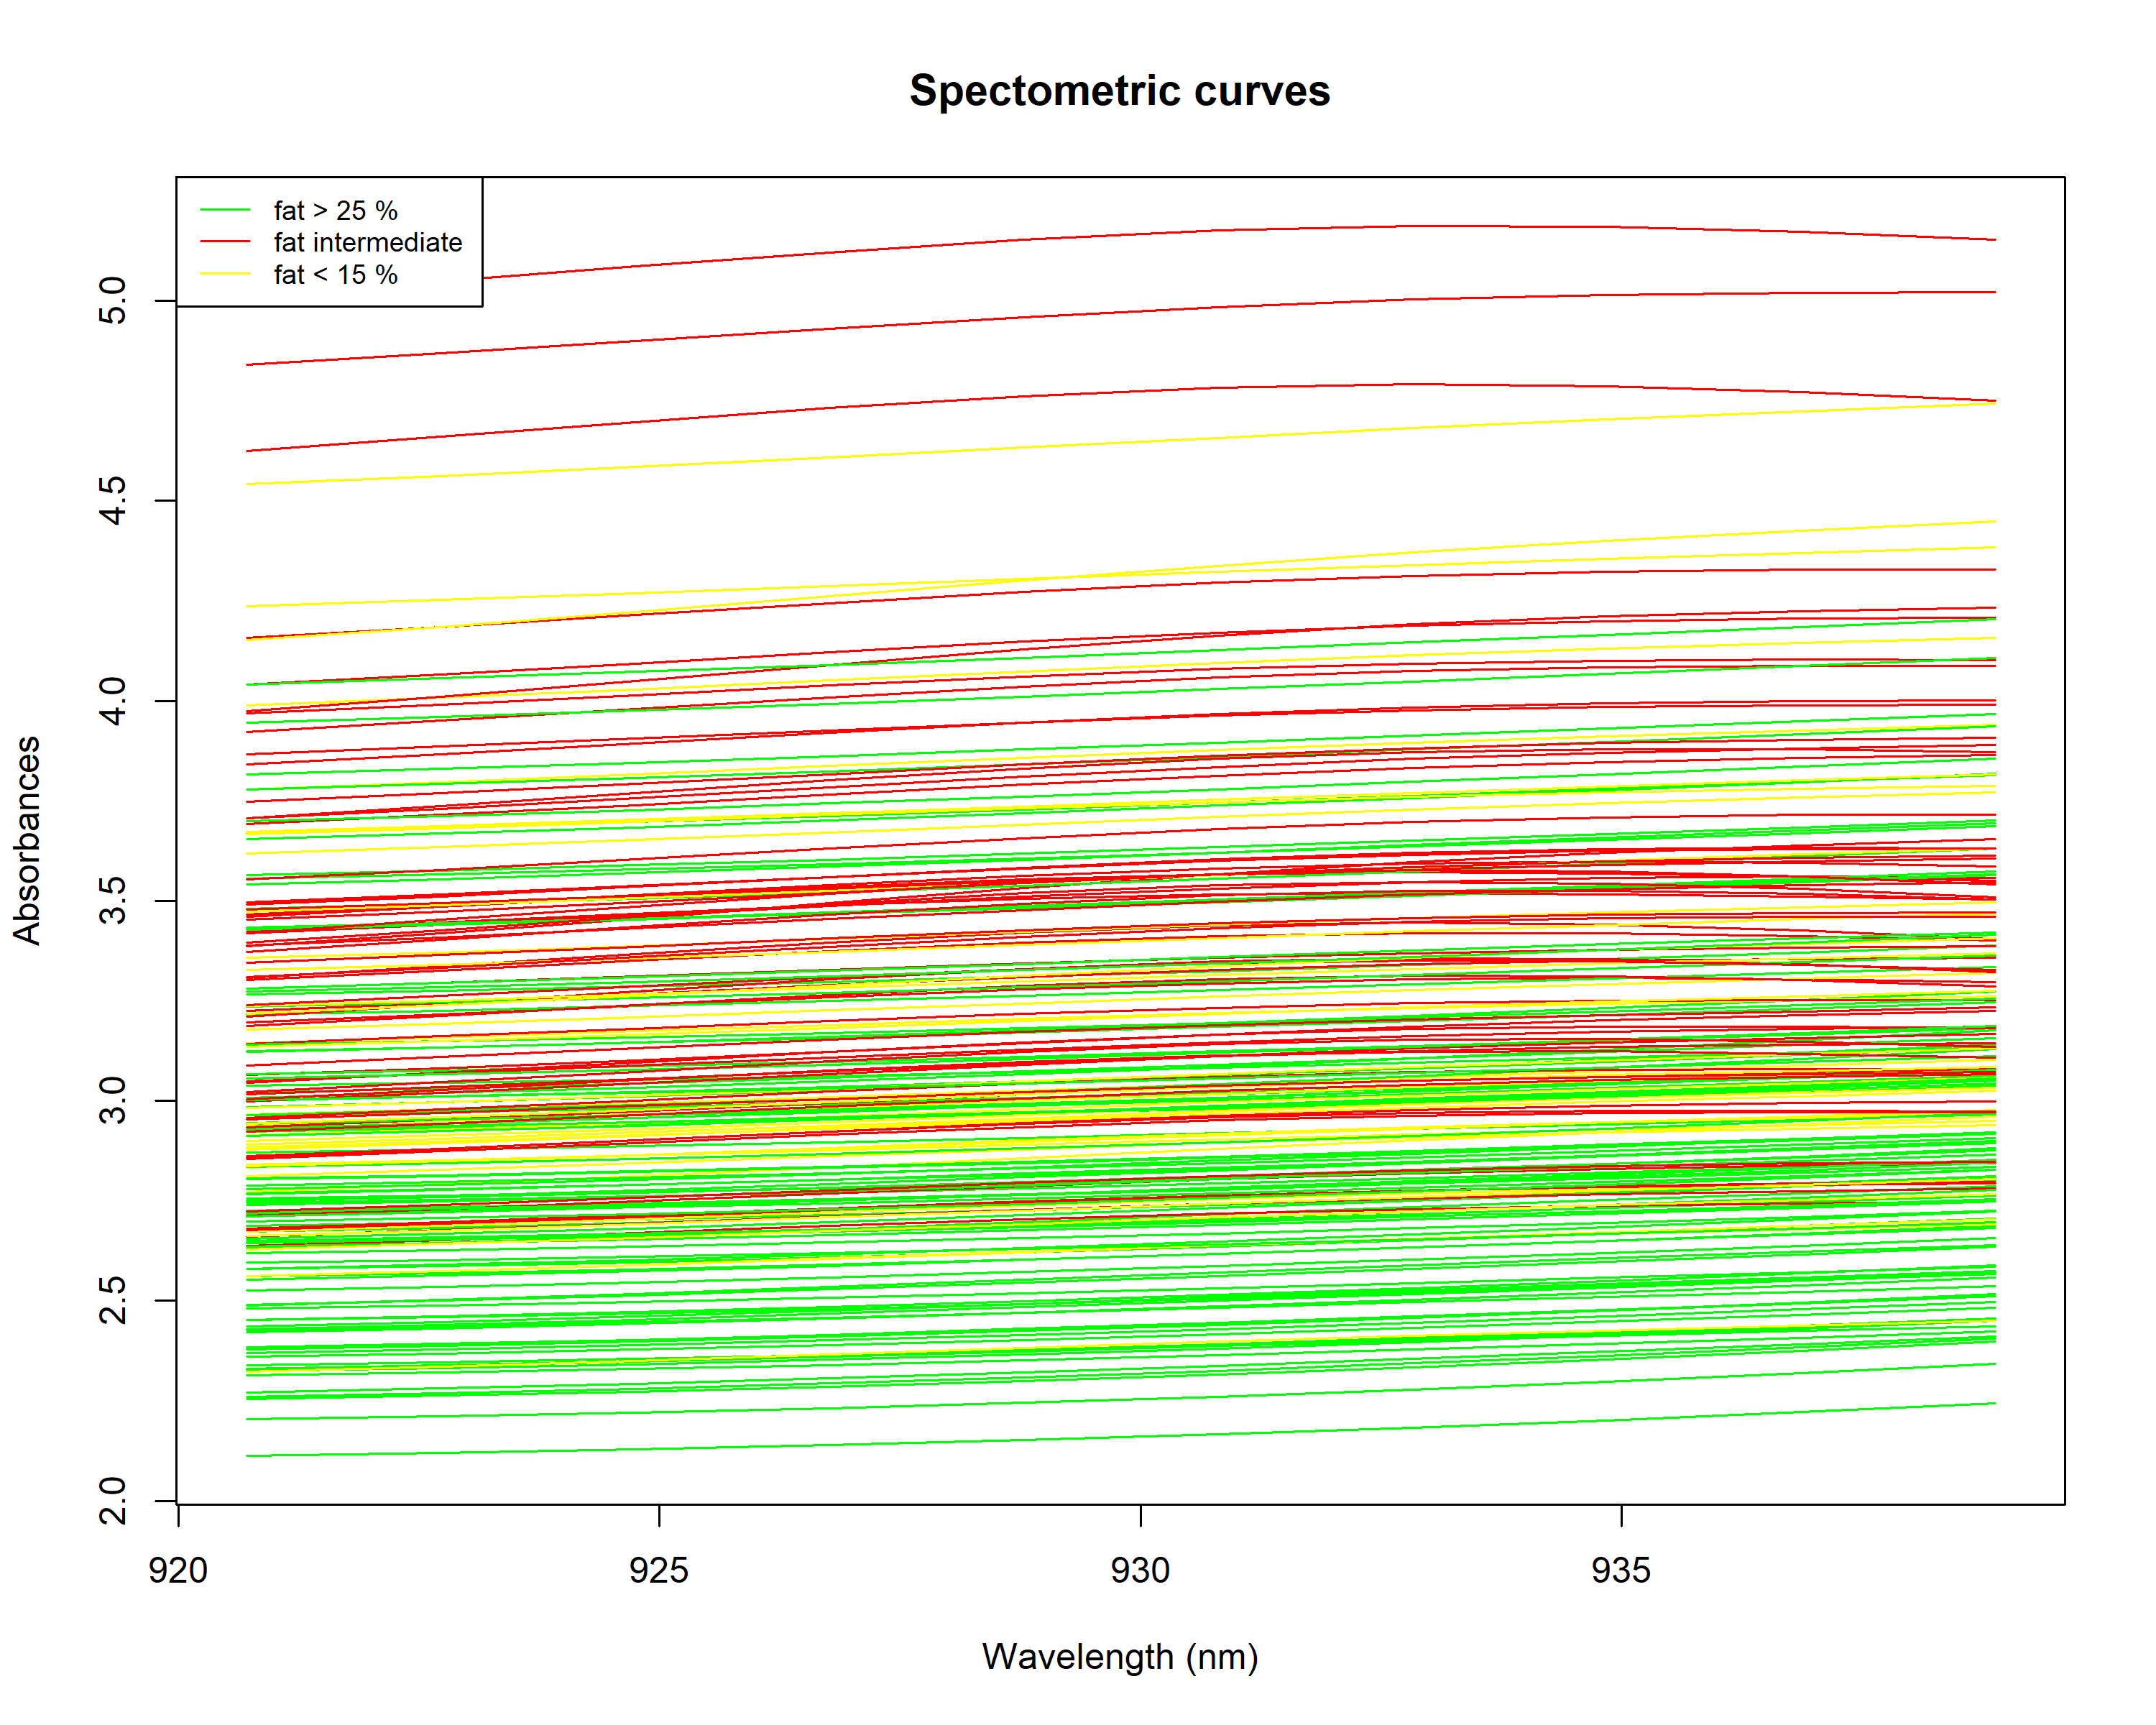 Spectometric curves
fat > 25 %
fat intermediate
fat < 15 %
Absorbances
5.0
4.5
4.0
3.5
3.0
2.5
2.0
920 925 930 935
Wavelength (nm)